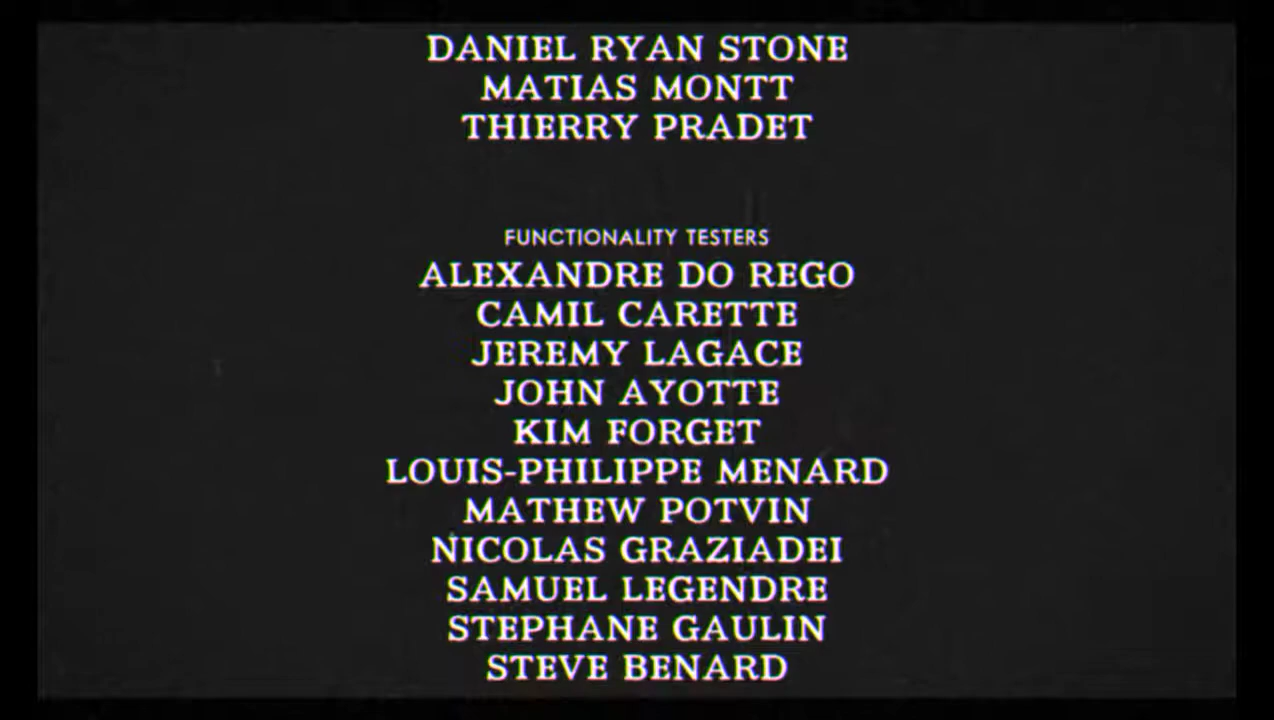 DANIEL RYAN STONE
MATIAS MONTT
THIERRY PRADET
FUNCTIONALITY TESTERS
ALEXANDRE DO REGO
CAMIL CARETTE
JEREMY LAGACE
JOHN AYOTTE
KIM FORGET
LOUIS-PHILIPPE MENARD
MATHEW POTVIN
NICOLAS GRAZIADEI
SAMUEL LEGENDRE
STEPHANE GAULIN
STEVE BENARD